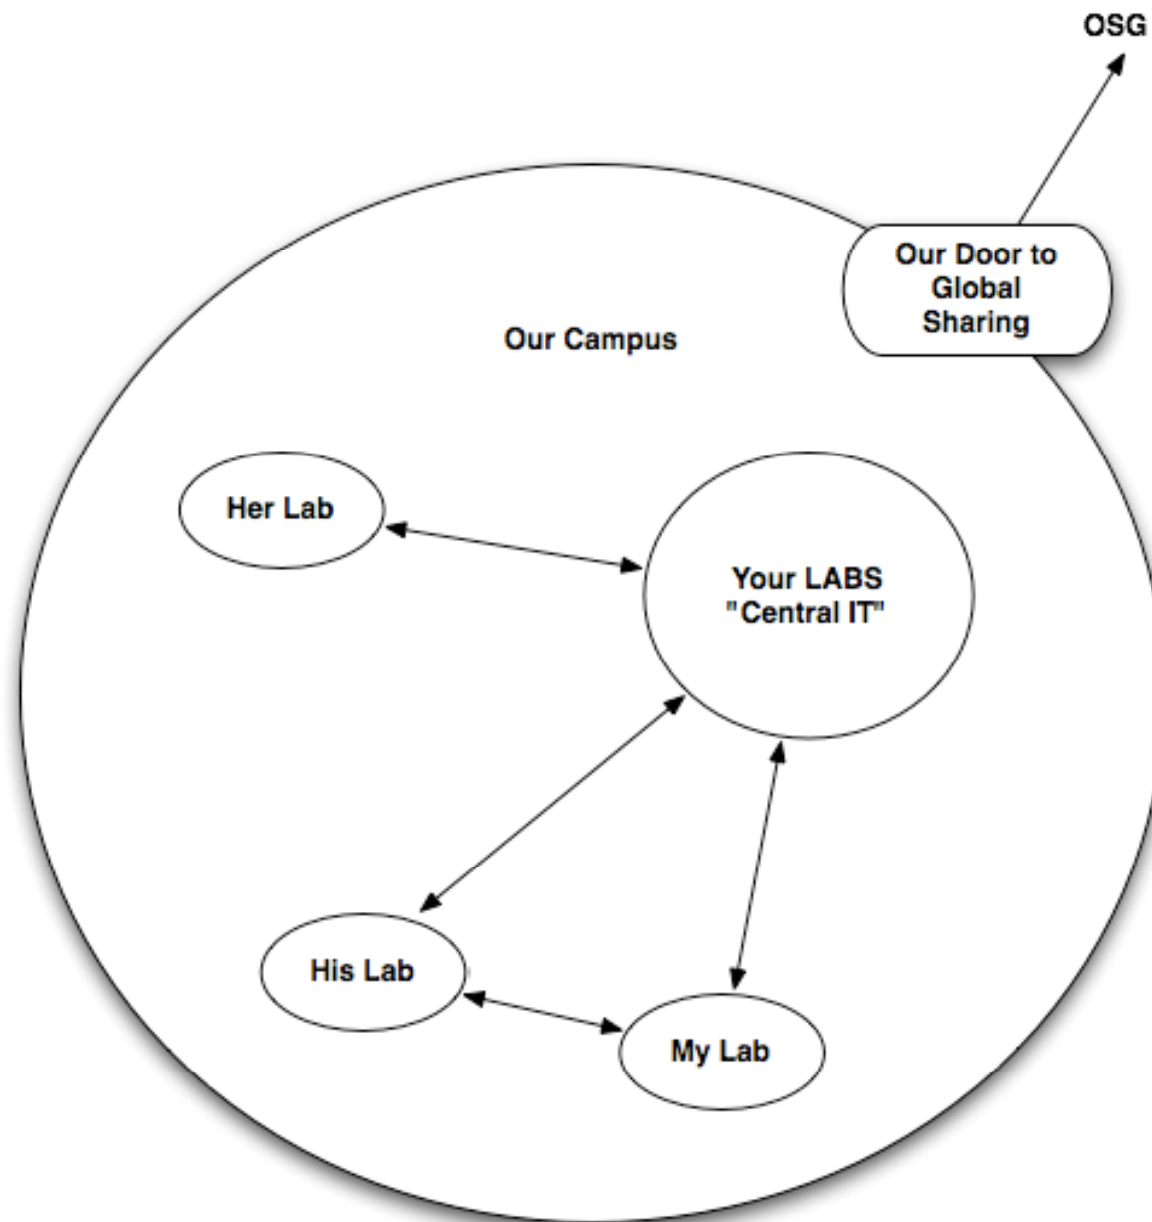 OSG
Our Door to
Global
Sharing
Our Campus
Her Lab
Your LABS
"Central IT"
His Lab
My Lab